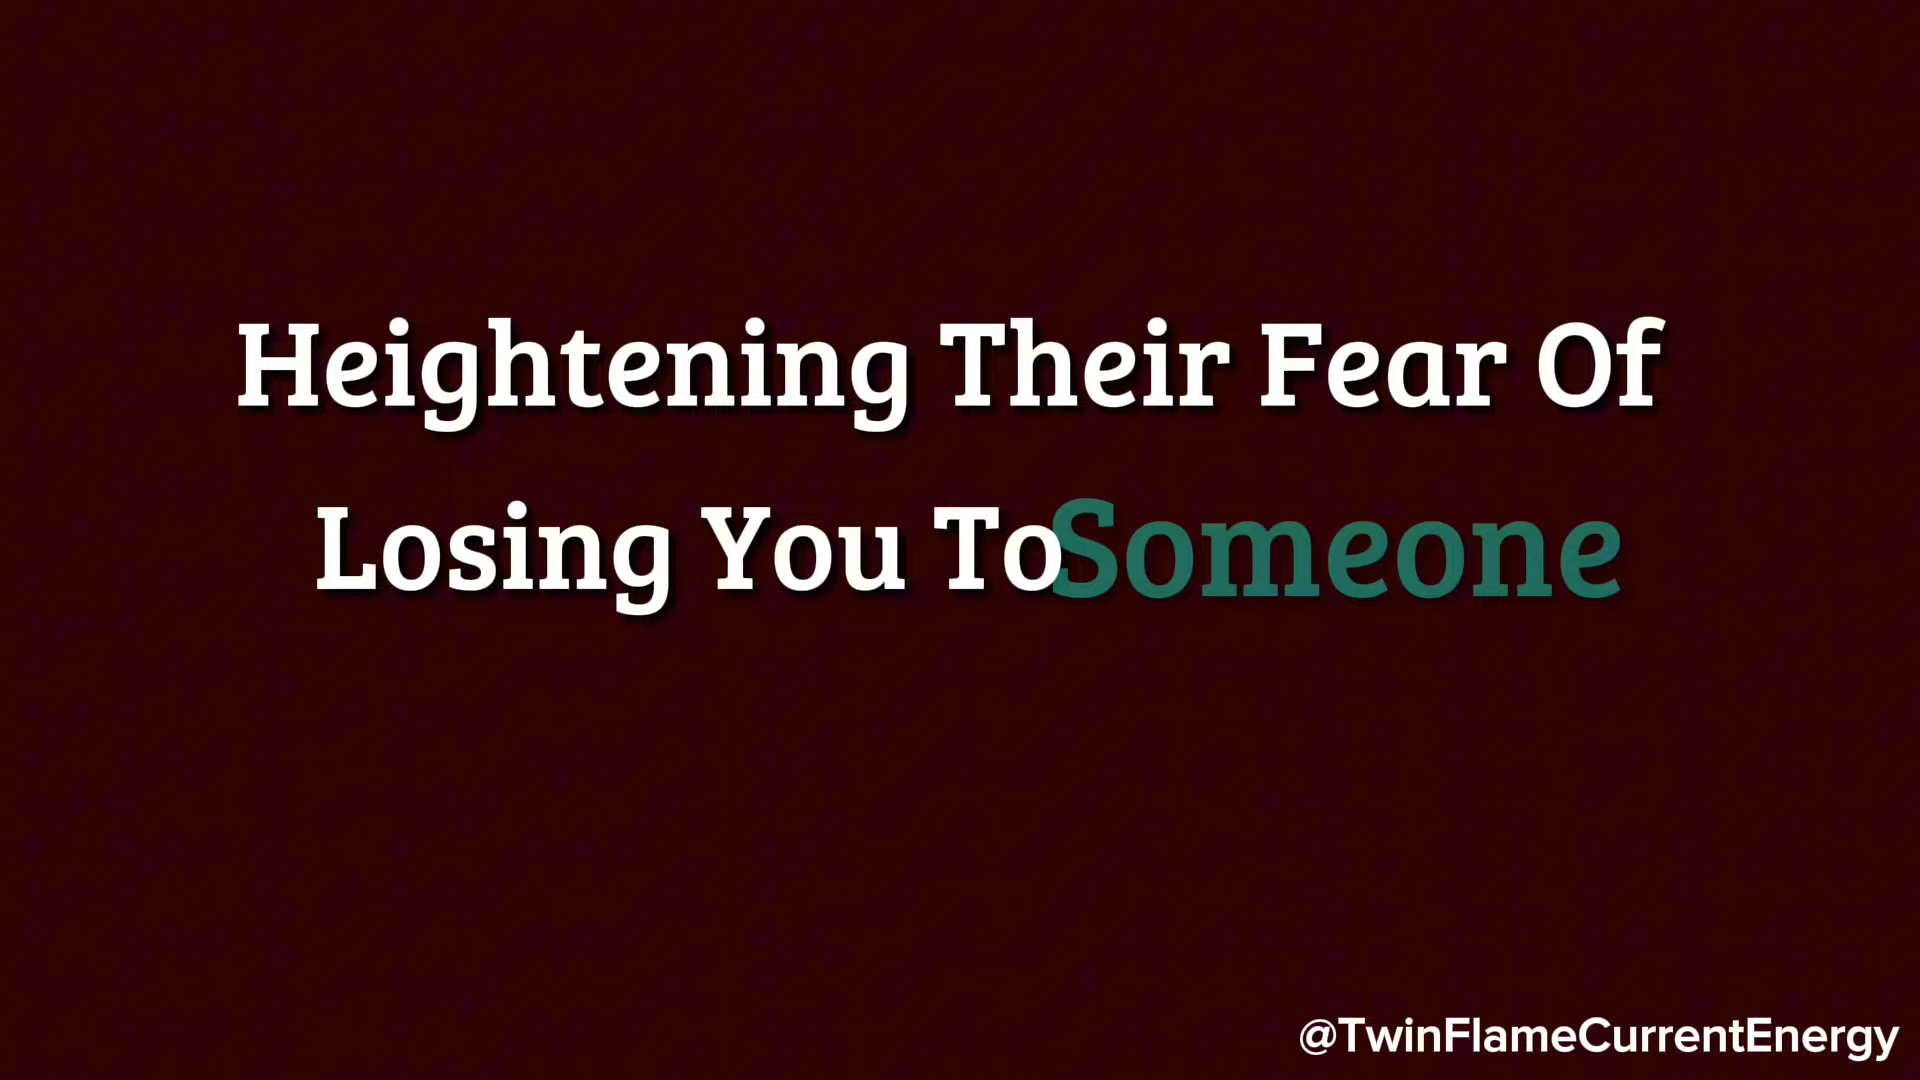 Heightening Their Fear Of
Losing You To Someone
@TwinFlameCurrentEnergy